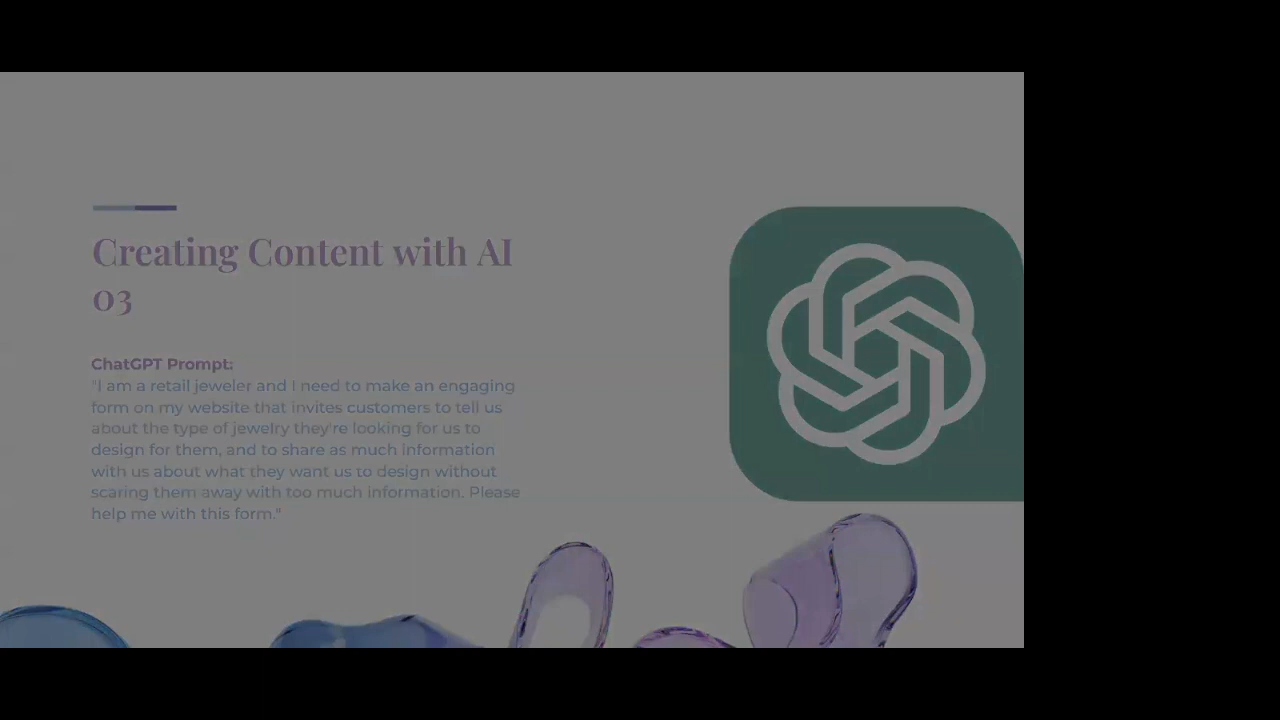 Creating Content with AI
03
ChatGPT Prompt:
"I am a retail jeweler and I need to make an engaging
form on my website that invites customers to tell us
about the type of jewelry they're looking for us to
design for them, and to share as much information
with us about what they want us to design without
scaring them away with too much information. Please
help me with this form."